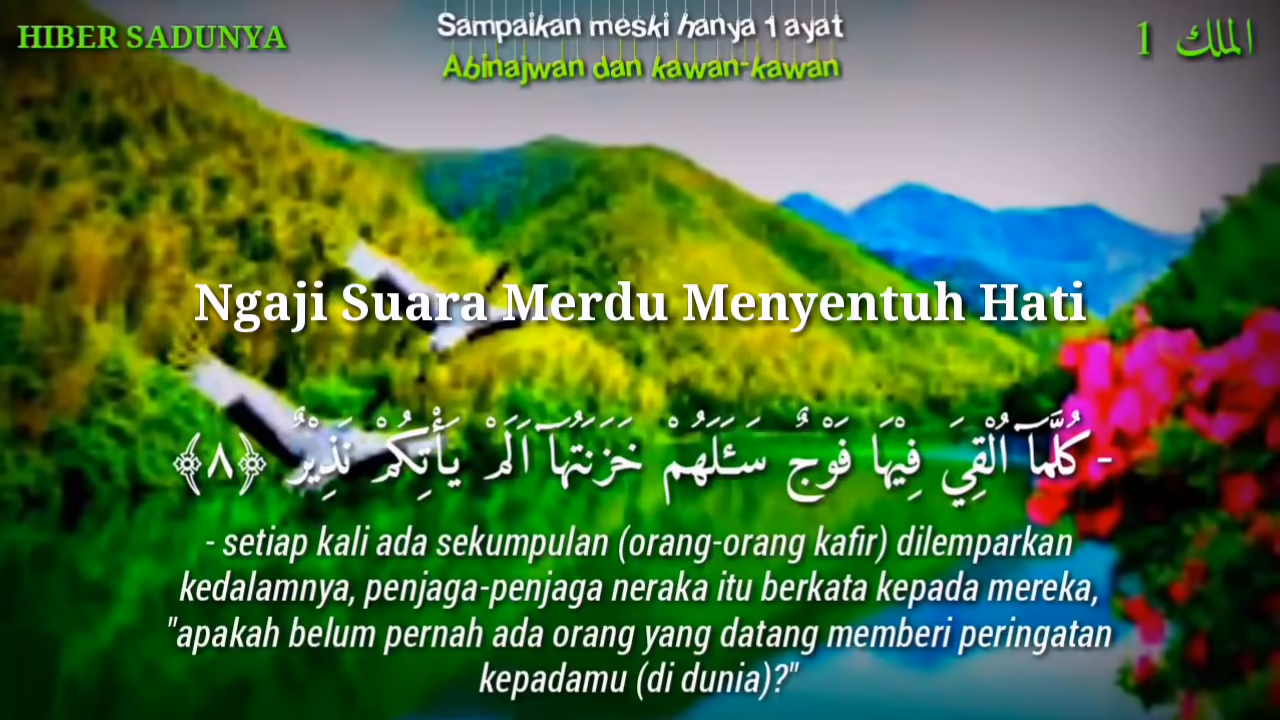 HIBER SADUNYA
Sampaikan meski hanya 1 ayat
Abinajwan dan kawan-kawan
الملك 1
Ngaji Suara Merdu Menyentuh Hati
- كُلَّمَآ اُلْقِيَ فِيْهَا فَوْجٌ سَـَٔلَهُمْ خَزَنَتُهَآ اَلَمْ يَأْتِكُمْ نَذِيْرٌ ﴿٨﴾
- setiap kali ada sekumpulan (orang-orang kafir) dilemparkan
kedalamnya, penjaga-penjaga neraka itu berkata kepada mereka,
"apakah belum pernah ada orang yang datang memberi peringatan
kepadamu (di dunia)?"